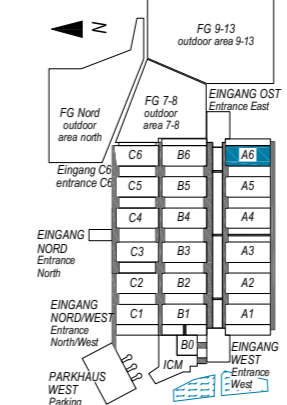 N
FG 9-13
outdoor area 9-13
FG Nord
outdoor
area north
FG 7-8
outdoor
area 7-8
EINGANG OST
Entrance East
Eingang C6
entrance C6
C6
B6
A6
C5
B5
A5
C4
B4
A4
EINGANG
NORD
Entrance
North
C3
B3
A3
C2
B2
A2
EINGANG
NORD/WEST
Entrance
North/West
C1
B1
A1
B0
ICM
EINGANG
WEST
Entrance
West
PARKHAUS
WEST
Parking